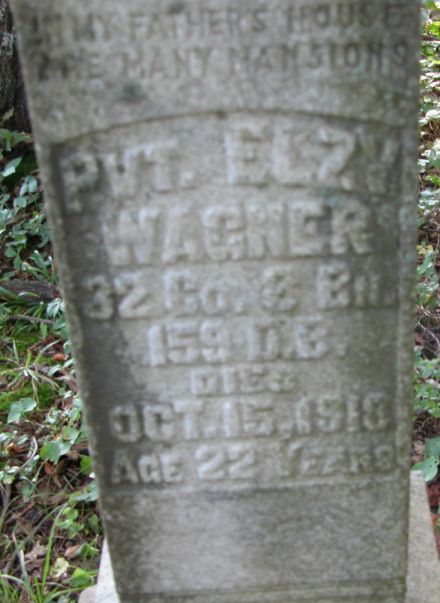 IN MY FATHER'S HOUSE
ARE MANY MANSIONS
PVT. ELZY
WAGNER
32 CO. 8 BN.
159 D.B.
DIED
OCT. 15, 1918
AGE 22 YEARS